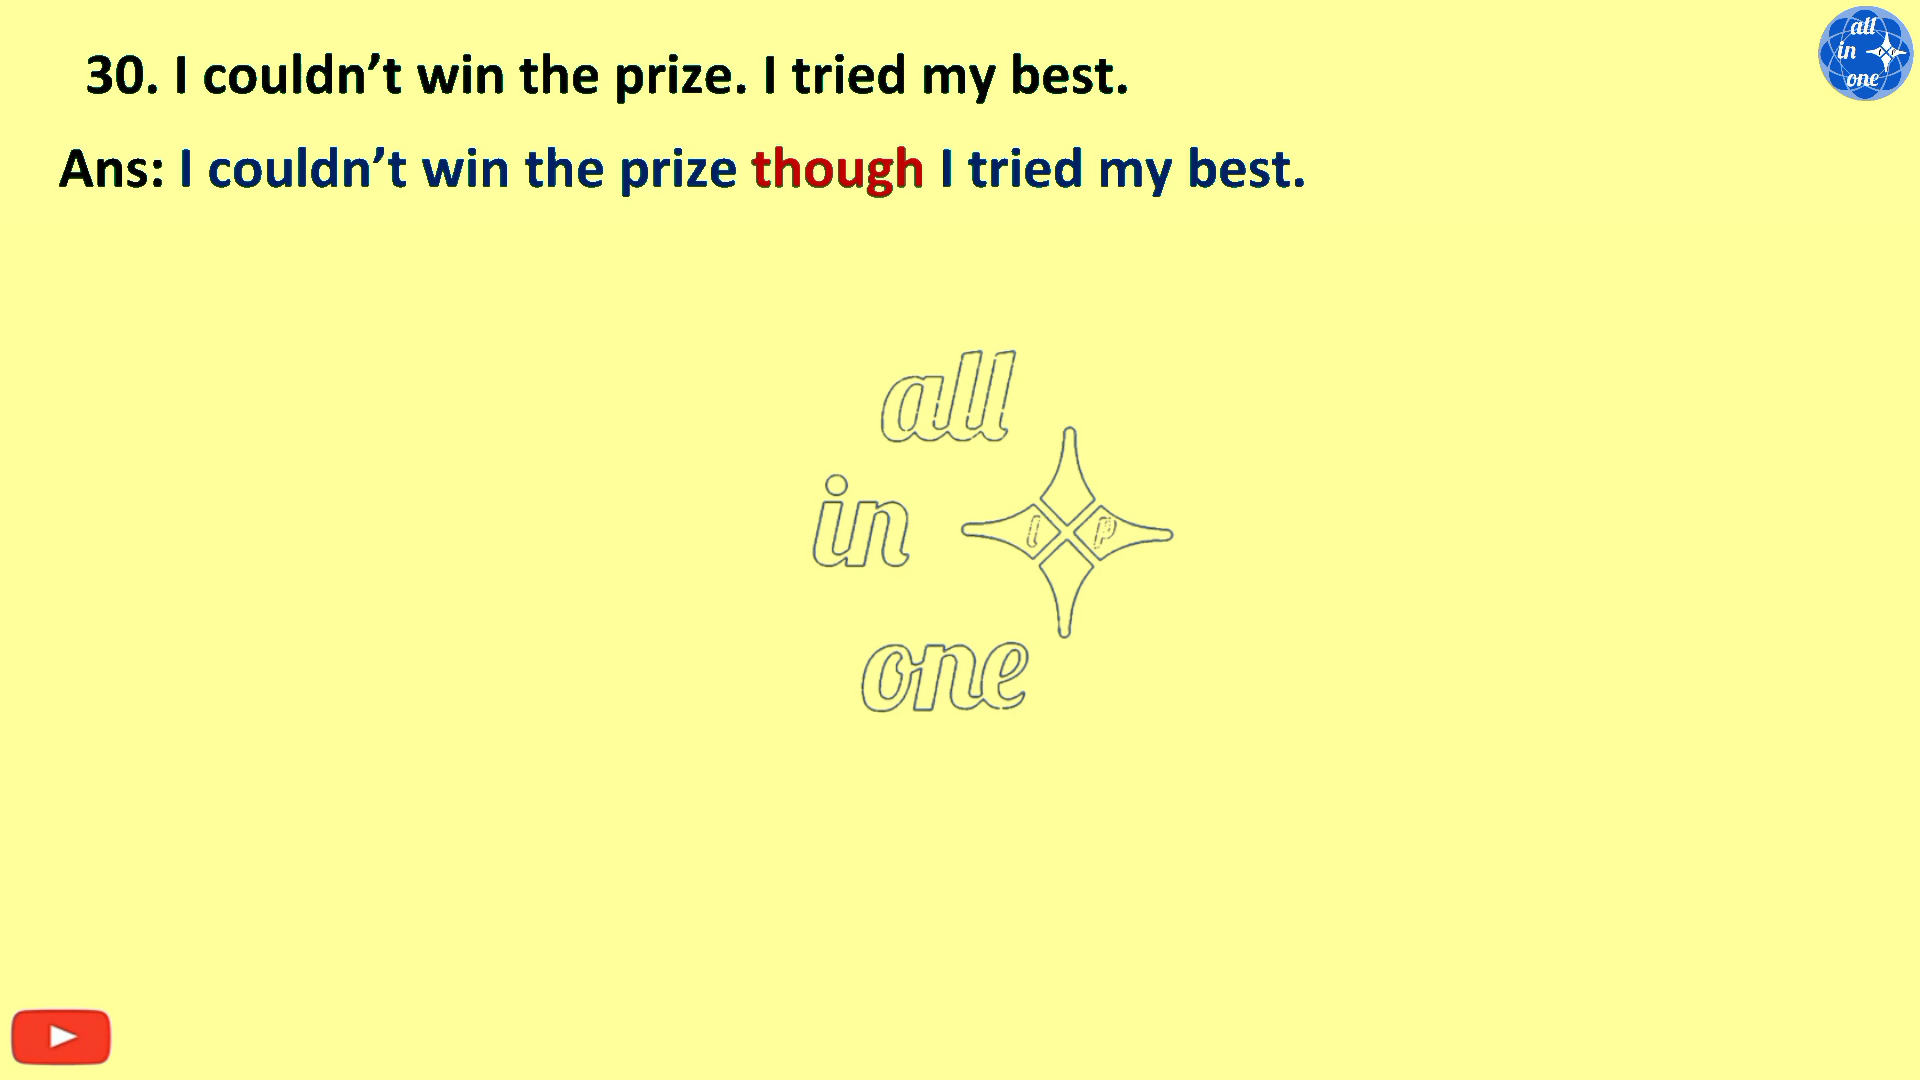 30. I couldn’t win the prize. I tried my best.
Ans: I couldn’t win the prize though I tried my best.
all
in
one
all
in
I P
one